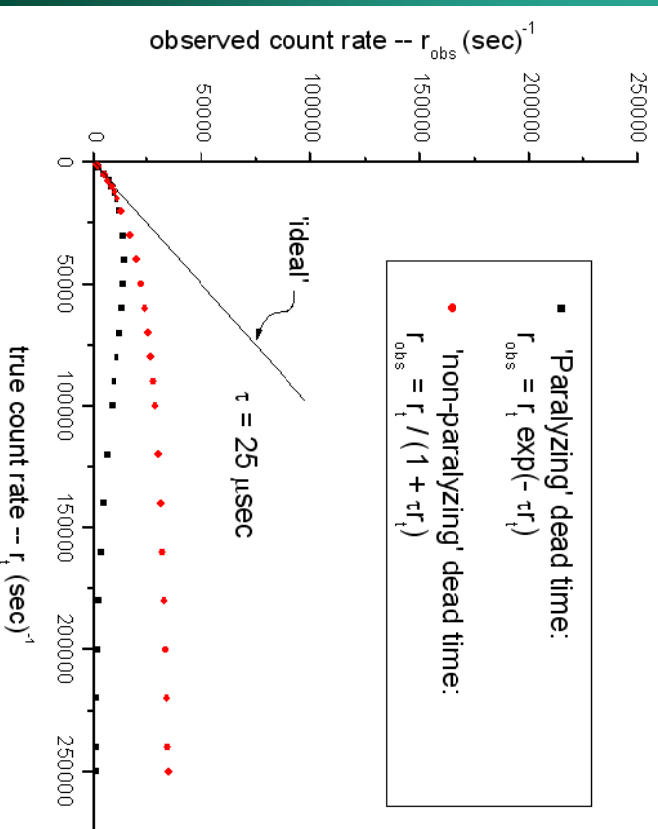 observed count rate -- r_obs (sec)^-1
250000
200000
150000
100000
50000
0
'Paralyzing' dead time:
r_obs = r_t exp(- τr_t)
'non-paralyzing' dead time:
r_obs = r_t / (1 + τr_t)
'ideal'
τ = 25 μsec
0
50000
100000
150000
200000
250000
true count rate -- r_t (sec)^-1